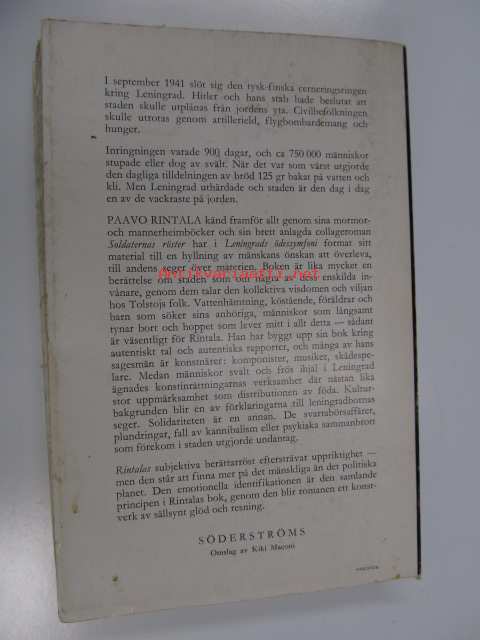 I september 1941 slöt sig den tysk-finska cerneringsringen
kring Leningrad. Hitler och hans stab hade beslutat att
staden skulle utplånas från jordens yta. Civilbefolkningen
skulle utrotas genom artillerield, flygbombardemang och
hunger.
Inringningen varade 900 dagar, och ca 750 000 människor
stupade eller dog av svält. När det var som värst utgjorde
den dagliga tilldelningen av bröd 125 gr bakat på vatten och
kli. Men Leningrad uthärdade och staden är den dag i dag
en av de vackraste på jorden.
PAAVO RINTALA känd framför allt genom sina mormor-
och mannerheimböcker och sin brett anlagda collageroman
Soldaternas röster har i Leningrads ödessymfoni format sitt
material till en hyllning av mänskans önskan att överleva,
till andens seger över materien. Boken är lika mycket en
berättelse om staden som om några av dess enskilda in-
vånare, genom dem talar den kollektiva visdomen och viljan
hos Tolstojs folk. Vattenhämtning, köstående, föräldrar och
barn som söker sina anhöriga, människor som långsamt
tynar bort och hoppet som lever mitt i allt detta — sådant
är väsentligt för Rintala. Han har byggt upp sin bok kring
autentiskt tal och autentiska rapporter, och många av hans
sagesmän är konstnärer: komponister, musiker, skådespe-
lare. Medan människor svalt och frös ihjäl i Leningrad
ägnades konstinrättningarnas verksamhet där nästan lika
stor uppmärksamhet som distributionen av föda. Kultur-
bakgrunden blir en av förklaringarna till leningradbornas
seger. Solidariteten är en annan. De svartabörsaffärer,
plundringar, fall av kannibalism eller psykiska sammanbrott
som förekom i staden utgjorde undantag.
Rintalas subjektiva berättarröst eftersträvar uppriktighet —
men den står att finna mer på det mänskliga än det politiska
planet. Den emotionella identifikationen är den samlande
principen i Rintalas bok, genom den blir romanen ett konst-
verk av sällsynt glöd och resning.
SÖDERSTRÖMS
Omslag av Kiki Macroni